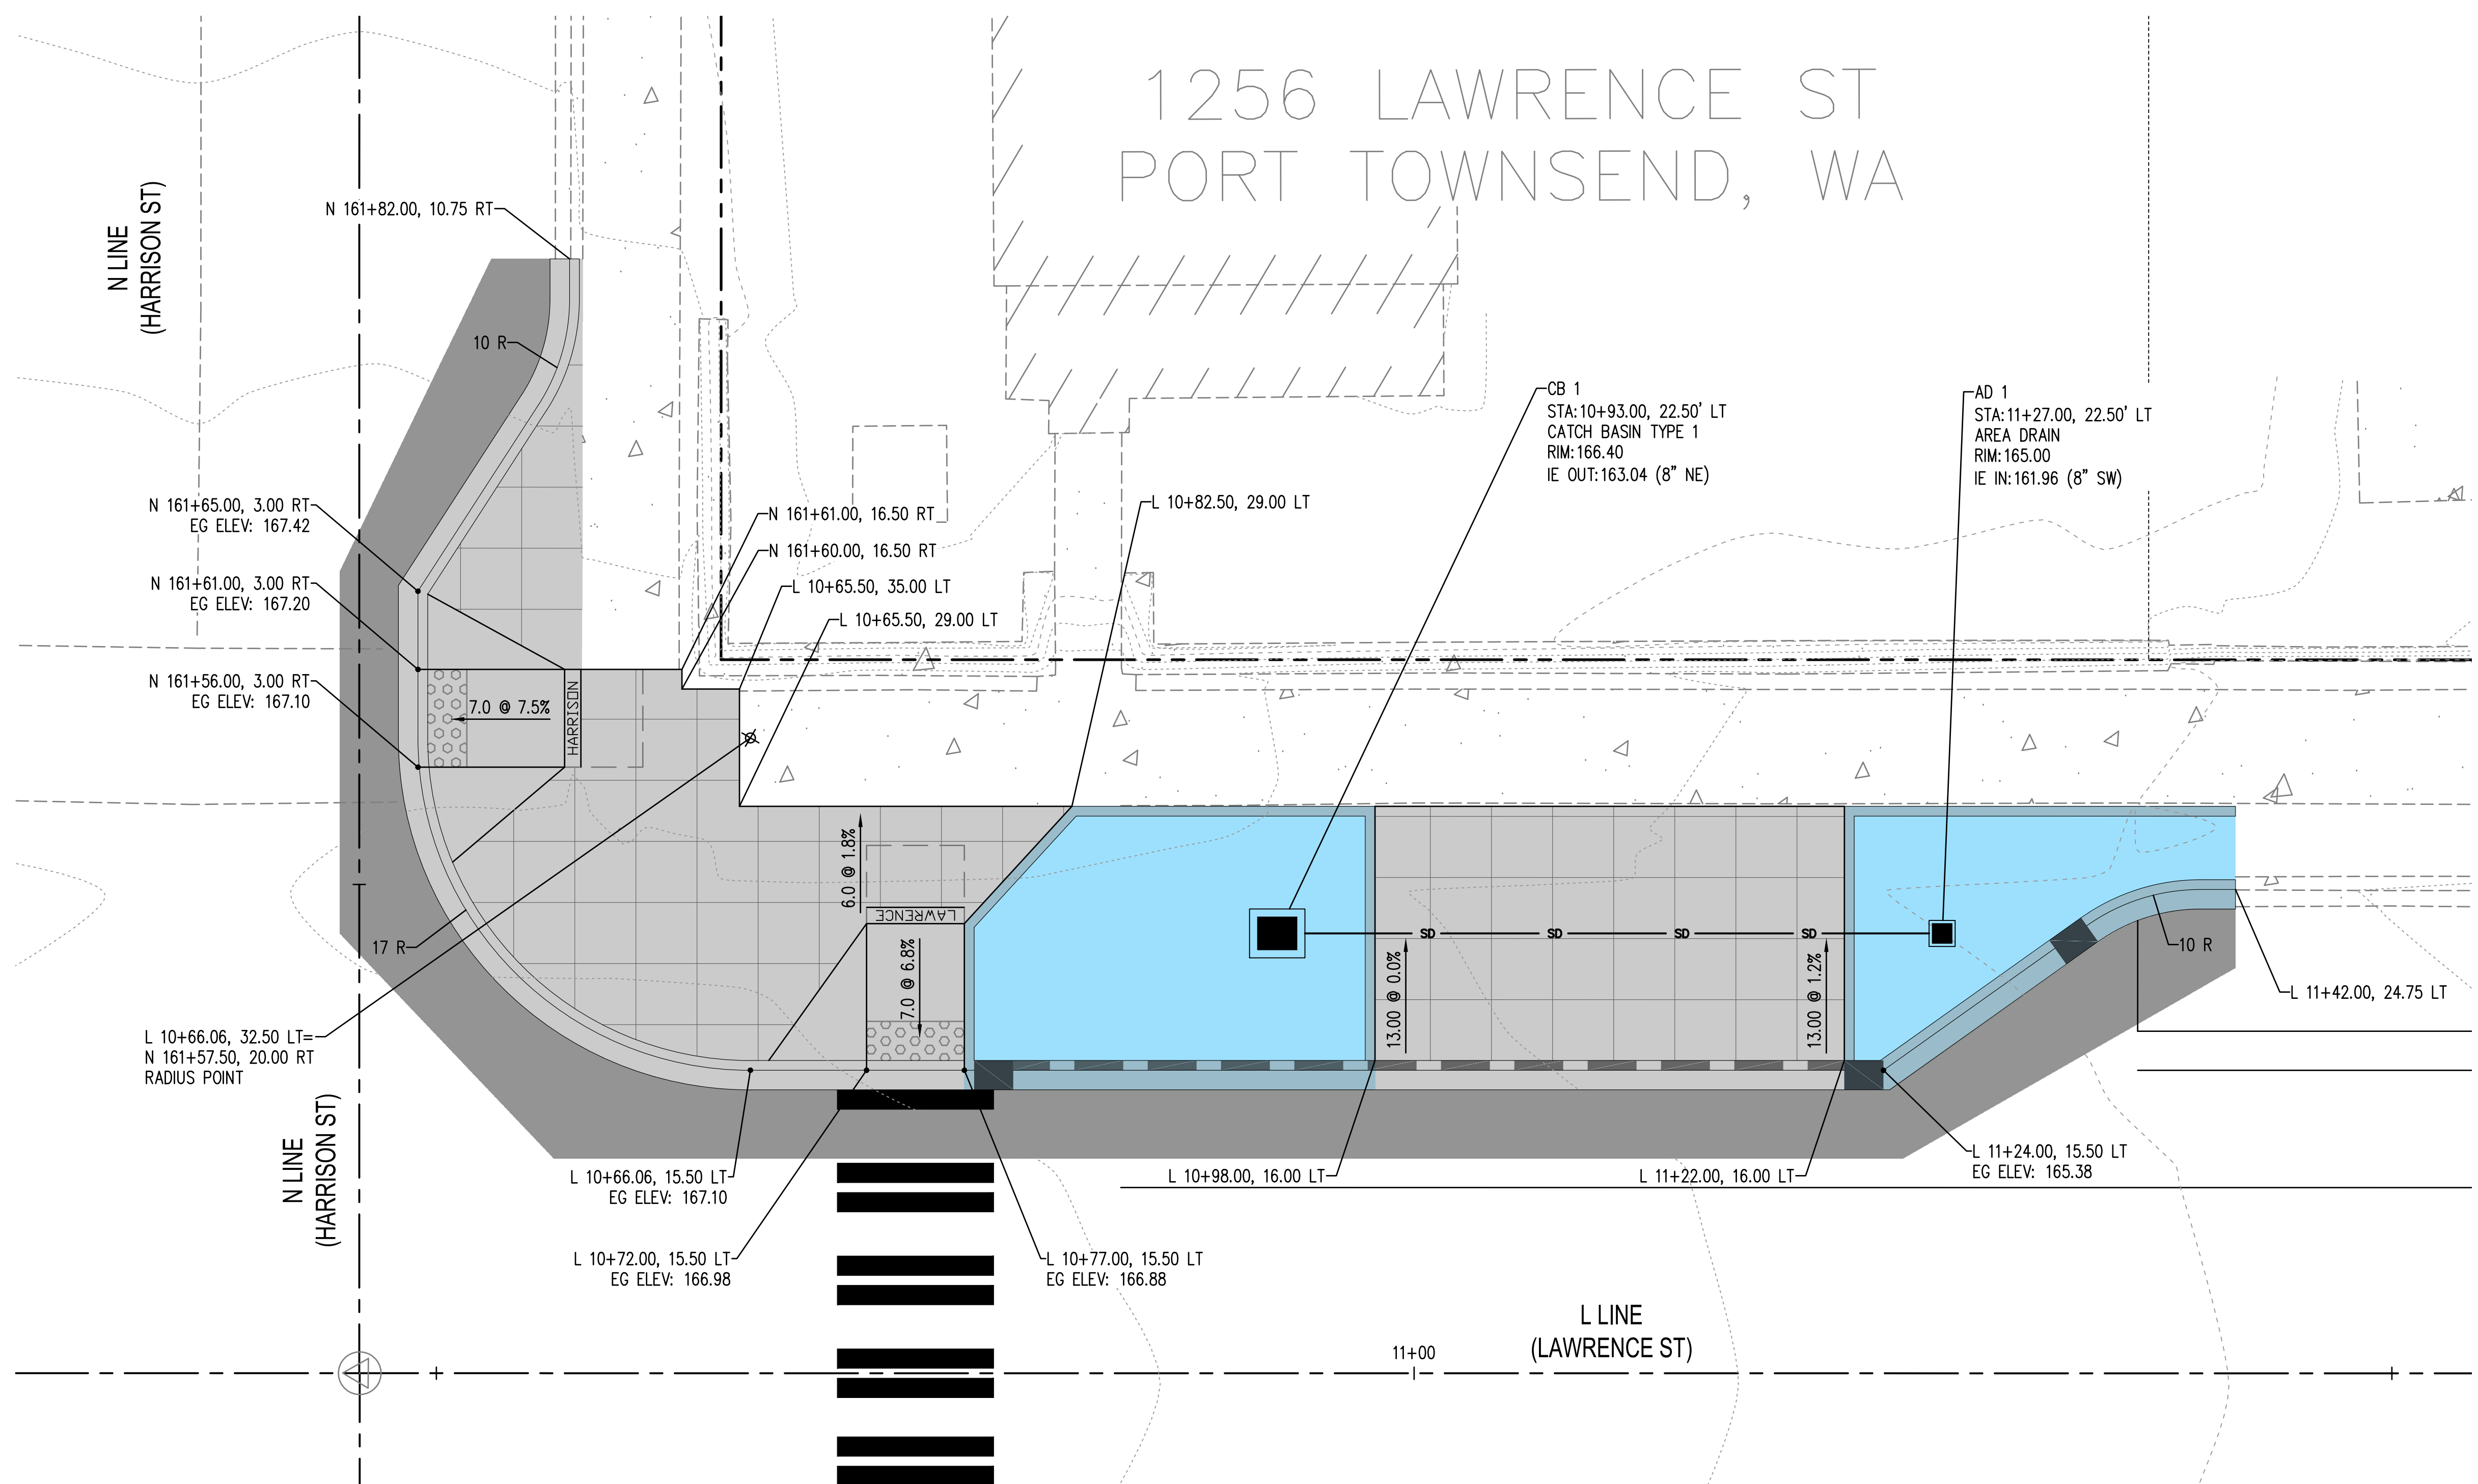 1256 LAWRENCE ST
PORT TOWNSEND, WA
N LINE
(HARRISON ST)
N 161+82.00, 10.75 RT
10 R
CB 1
STA:10+93.00, 22.50' LT
CATCH BASIN TYPE 1
RIM:166.40
IE OUT:163.04 (8" NE)
AD 1
STA:11+27.00, 22.50' LT
AREA DRAIN
RIM:165.00
IE IN:161.96 (8" SW)
N 161+65.00, 3.00 RT
EG ELEV: 167.42
N 161+61.00, 16.50 RT
L 10+82.50, 29.00 LT
N 161+60.00, 16.50 RT
N 161+61.00, 3.00 RT
EG ELEV: 167.20
L 10+65.50, 35.00 LT
L 10+65.50, 29.00 LT
N 161+56.00, 3.00 RT
EG ELEV: 167.10
7.0 @ 7.5%
HARRISON
6.0 @ 1.8%
LAWRENCE
7.0 @ 6.8%
17 R
SD
SD
SD
SD
13.00 @ 0.0%
13.00 @ 1.2%
10 R
L 11+42.00, 24.75 LT
L 10+66.06, 32.50 LT=
N 161+57.50, 20.00 RT
RADIUS POINT
N LINE
(HARRISON ST)
L 10+66.06, 15.50 LT
EG ELEV: 167.10
L 10+98.00, 16.00 LT
L 11+22.00, 16.00 LT
L 11+24.00, 15.50 LT
EG ELEV: 165.38
L 10+72.00, 15.50 LT
EG ELEV: 166.98
L 10+77.00, 15.50 LT
EG ELEV: 166.88
11+00
L LINE
(LAWRENCE ST)